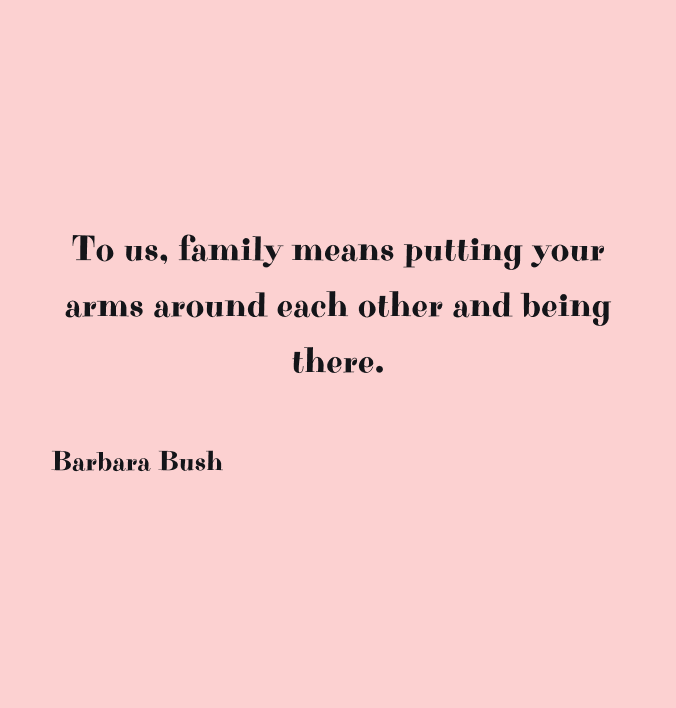 To us, family means putting your
arms around each other and being
there.
Barbara Bush